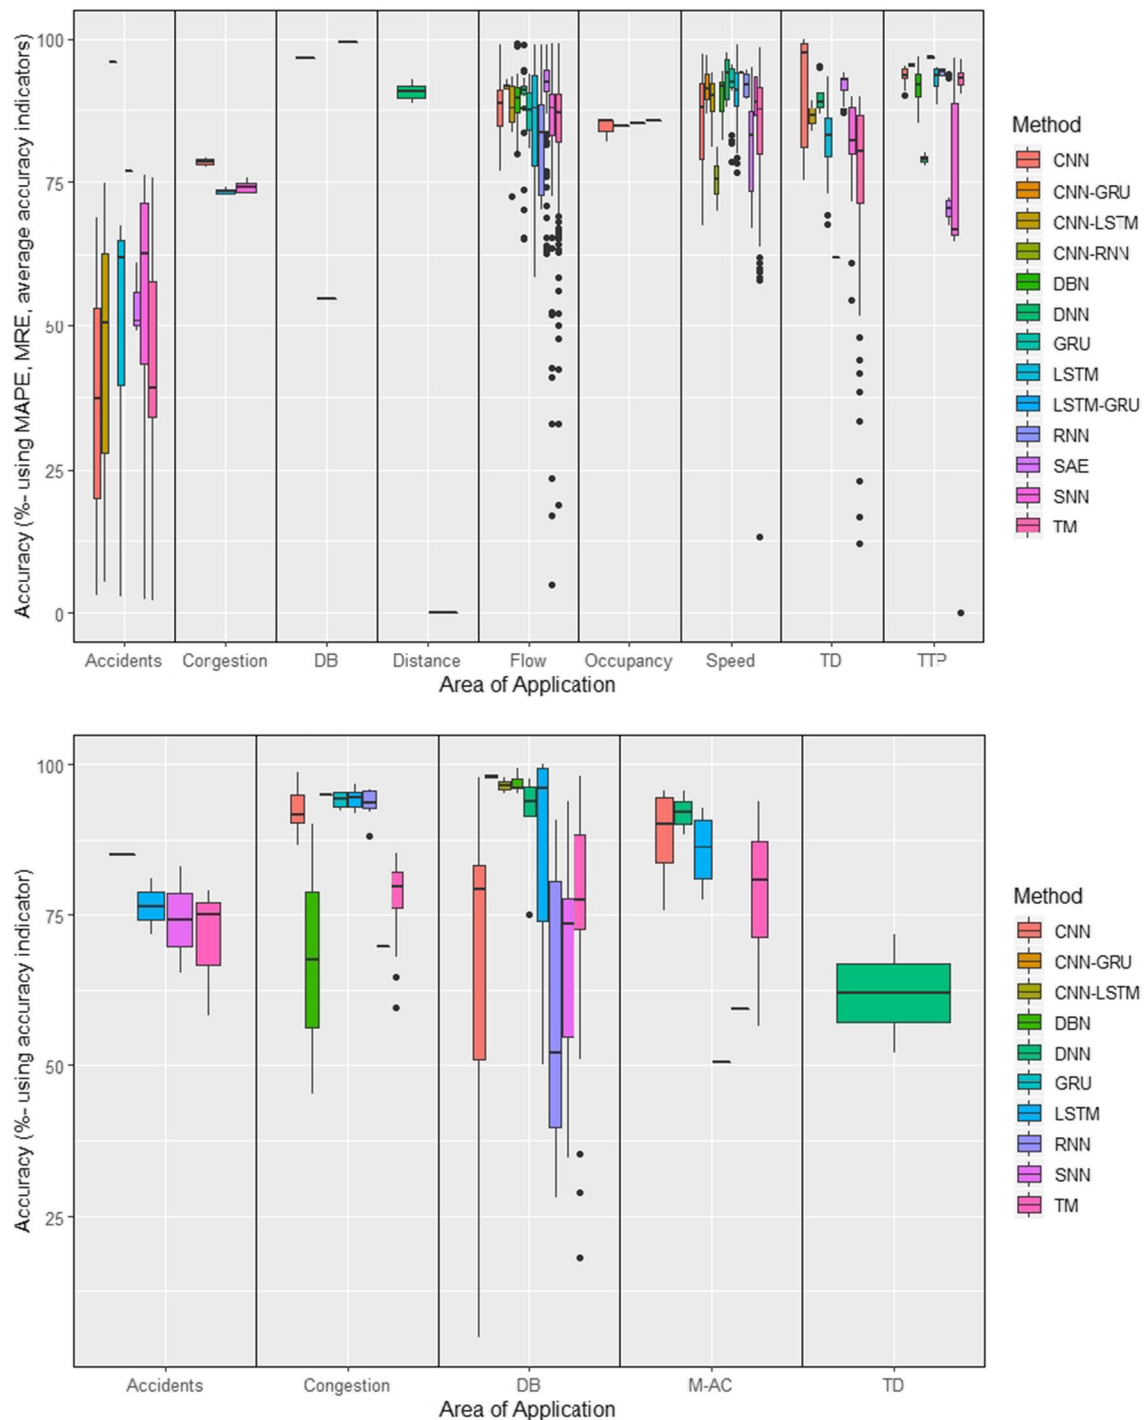 Accuracy (%- using MAPE, MRE, average accuracy indicators)
100
75
50
25
0
Accidents Corgestion DB Distance Flow Occupancy Speed TD TTP
Area of Application
Method
CNN
CNN-GRU
CNN-LSTM
CNN-RNN
DBN
DNN
GRU
LSTM
LSTM-GRU
RNN
SAE
SNN
TM
Accuracy (%- using accuracy indicator)
100
75
50
25
Accidents Congestion DB M-AC TD
Area of Application
Method
CNN
CNN-GRU
CNN-LSTM
DBN
DNN
GRU
LSTM
RNN
SNN
TM